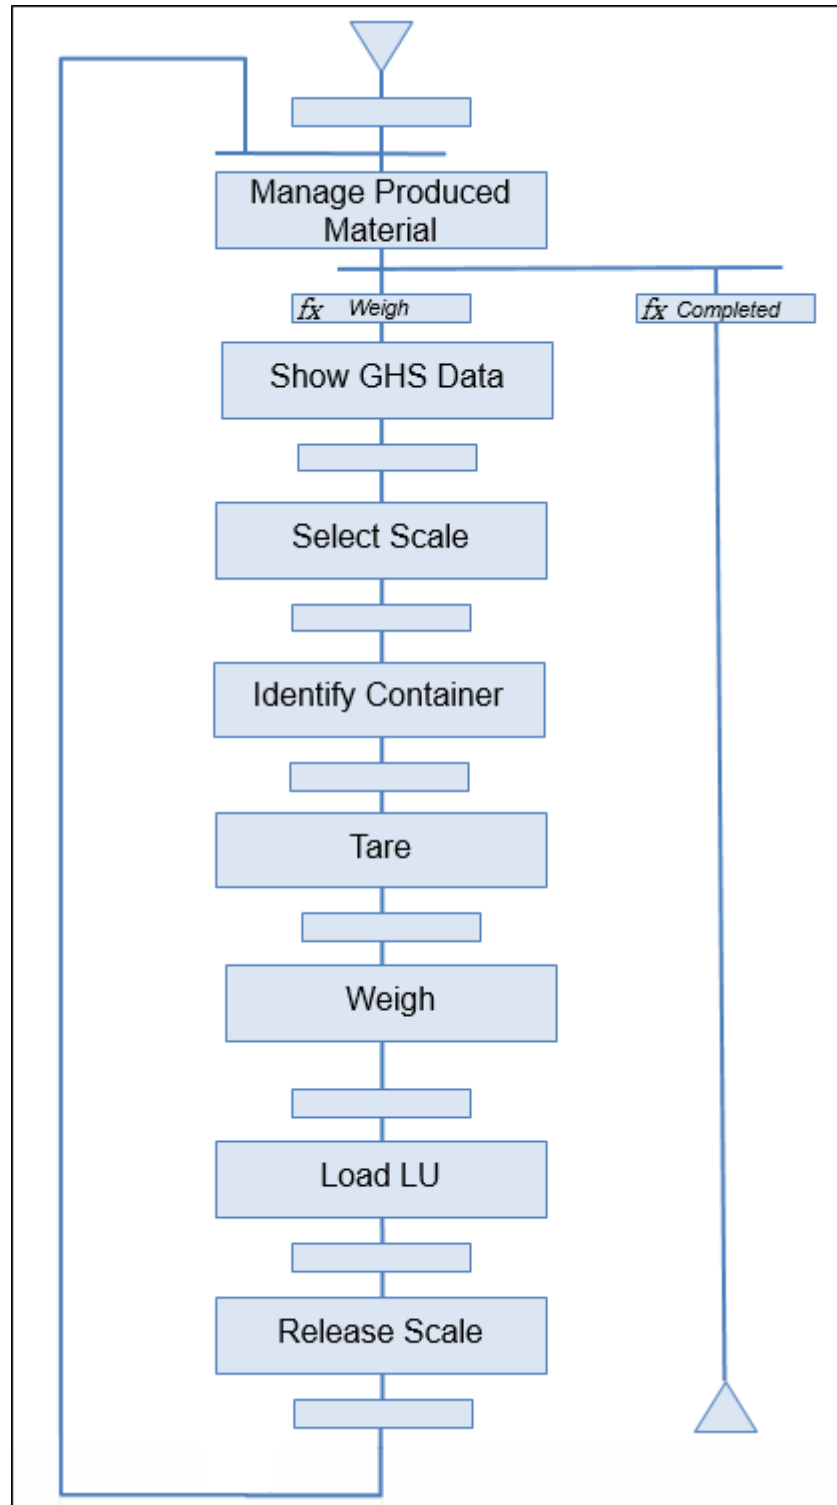 Manage Produced
Material
fx Weigh
fx Completed
Show GHS Data
Select Scale
Identify Container
Tare
Weigh
Load LU
Release Scale